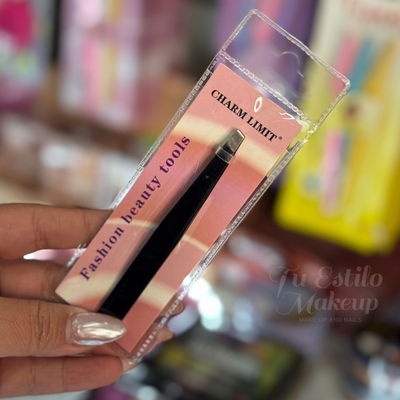 CHARM LIMIT®
Fashion beauty tools
Tu Estilo
Makeup
MAKE UP AND NAILS